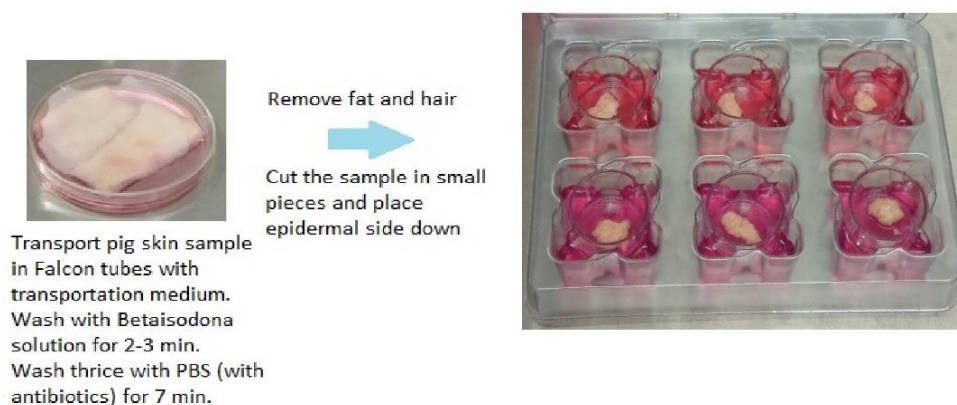 Remove fat and hair
Cut the sample in small
pieces and place
epidermal side down
Transport pig skin sample
in Falcon tubes with
transportation medium.
Wash with Betaisodona
solution for 2-3 min.
Wash thrice with PBS (with
antibiotics) for 7 min.